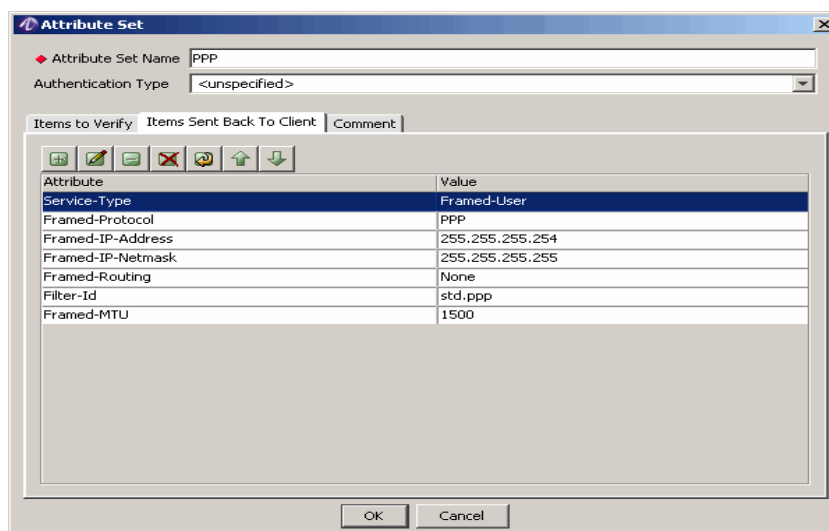 Attribute Set
Attribute Set Name PPP
Authentication Type <unspecified>
Items to Verify Items Sent Back To Client Comment
Attribute Value
Service-Type Framed-User
Framed-Protocol PPP
Framed-IP-Address 255.255.255.254
Framed-IP-Netmask 255.255.255.255
Framed-Routing None
Filter-Id std.ppp
Framed-MTU 1500
OK Cancel